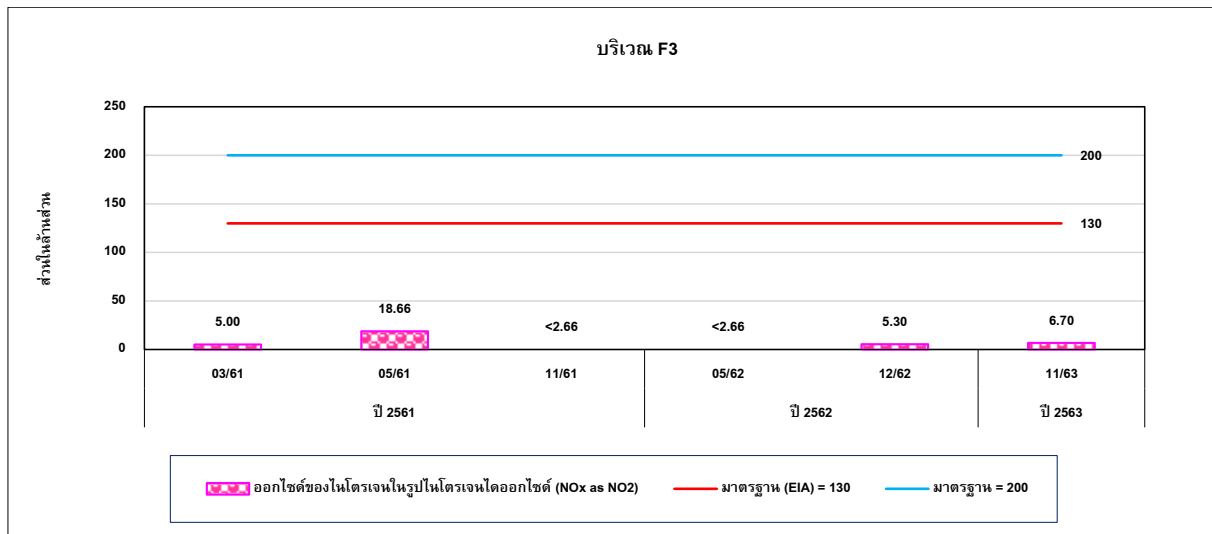 บริเวณ F3
ส่วนในล้านส่วน
250
200
150
100
50
0
200
130
5.00
18.66
<2.66
<2.66
5.30
6.70
03/61
05/61
11/61
05/62
12/62
11/63
ปี 2561
ปี 2562
ปี 2563
ออกไซด์ของไนโตรเจนในรูปไนโตรเจนไดออกไซด์ (NOx as NO2)
มาตรฐาน (EIA) = 130
มาตรฐาน = 200